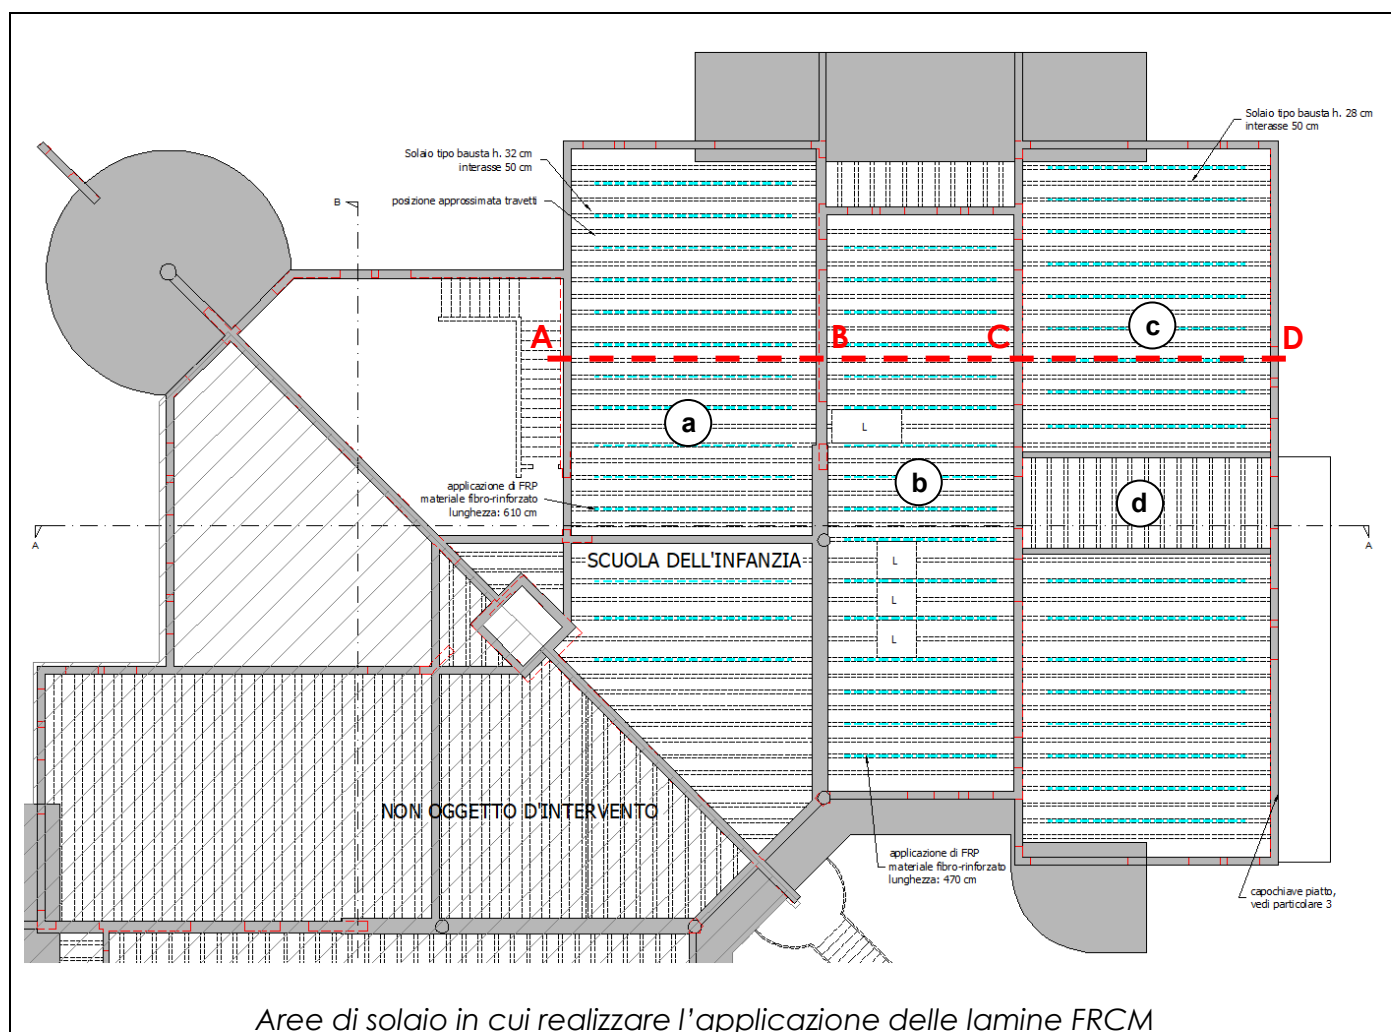 Solaio tipo bausta h. 28 cm
interasse 50 cm
Solaio tipo bausta h. 32 cm
interasse 50 cm
posizione approssimata travetti
B
A
B
C
D
c
a
L
b
d
applicazione di FRP
materiale fibro-rinforzato
lunghezza: 610 cm
A
A
SCUOLA DELL'INFANZIA
L
L
L
NON OGGETTO D'INTERVENTO
applicazione di FRP
materiale fibro-rinforzato
lunghezza: 470 cm
capochiave piatto,
vedi particolare 3
Aree di solaio in cui realizzare l'applicazione delle lamine FRCM